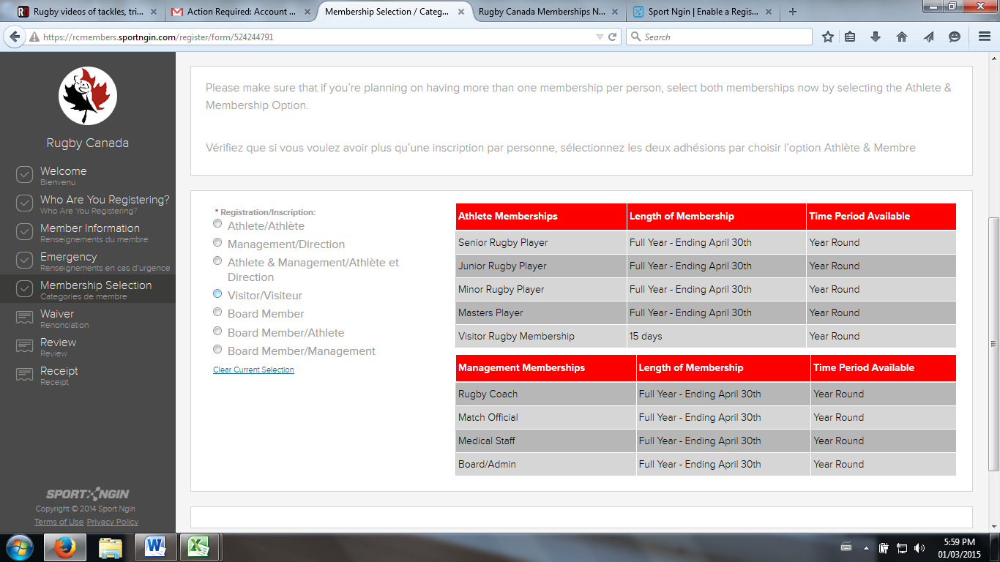 Rugby videos of tackles, tri...
Action Required: Account ...
Membership Selection / Categ...
Rugby Canada Memberships N...
Sport Ngin | Enable a Regis...
https://rcmembers.sportngin.com/register/form/524244791
Search
Rugby Canada
Welcome
Bienvenu
Who Are You Registering?
Who Are You Registering?
Member Information
Renseignements du membre
Emergency
Renseignements en cas d'urgence
Membership Selection
Categories de membre
Waiver
Renonciation
Review
Review
Receipt
Receipt
SPORT NGIN
Copyright © 2014 Sport Ngin
Terms of Use Privacy Policy
Please make sure that if you're planning on having more than one membership per person, select both memberships now by selecting the Athlete &
Membership Option.
Vérifiez que si vous voulez avoir plus qu'une inscription par personne, sélectionnez les deux adhésions par choisir l'option Athlète & Membre
* Registration/Inscription:
Athlete/Athlète
Management/Direction
Athlete & Management/Athlète et
Direction
Visitor/Visiteur
Board Member
Board Member/Athlete
Board Member/Management
Clear Current Selection
Athlete Memberships Length of Membership Time Period Available
Senior Rugby Player Full Year - Ending April 30th Year Round
Junior Rugby Player Full Year - Ending April 30th Year Round
Minor Rugby Player Full Year - Ending April 30th Year Round
Masters Player Full Year - Ending April 30th Year Round
Visitor Rugby Membership 15 days Year Round
Management Memberships Length of Membership Time Period Available
Rugby Coach Full Year - Ending April 30th Year Round
Match Official Full Year - Ending April 30th Year Round
Medical Staff Full Year - Ending April 30th Year Round
Board/Admin Full Year - Ending April 30th Year Round
5:59 PM
01/03/2015